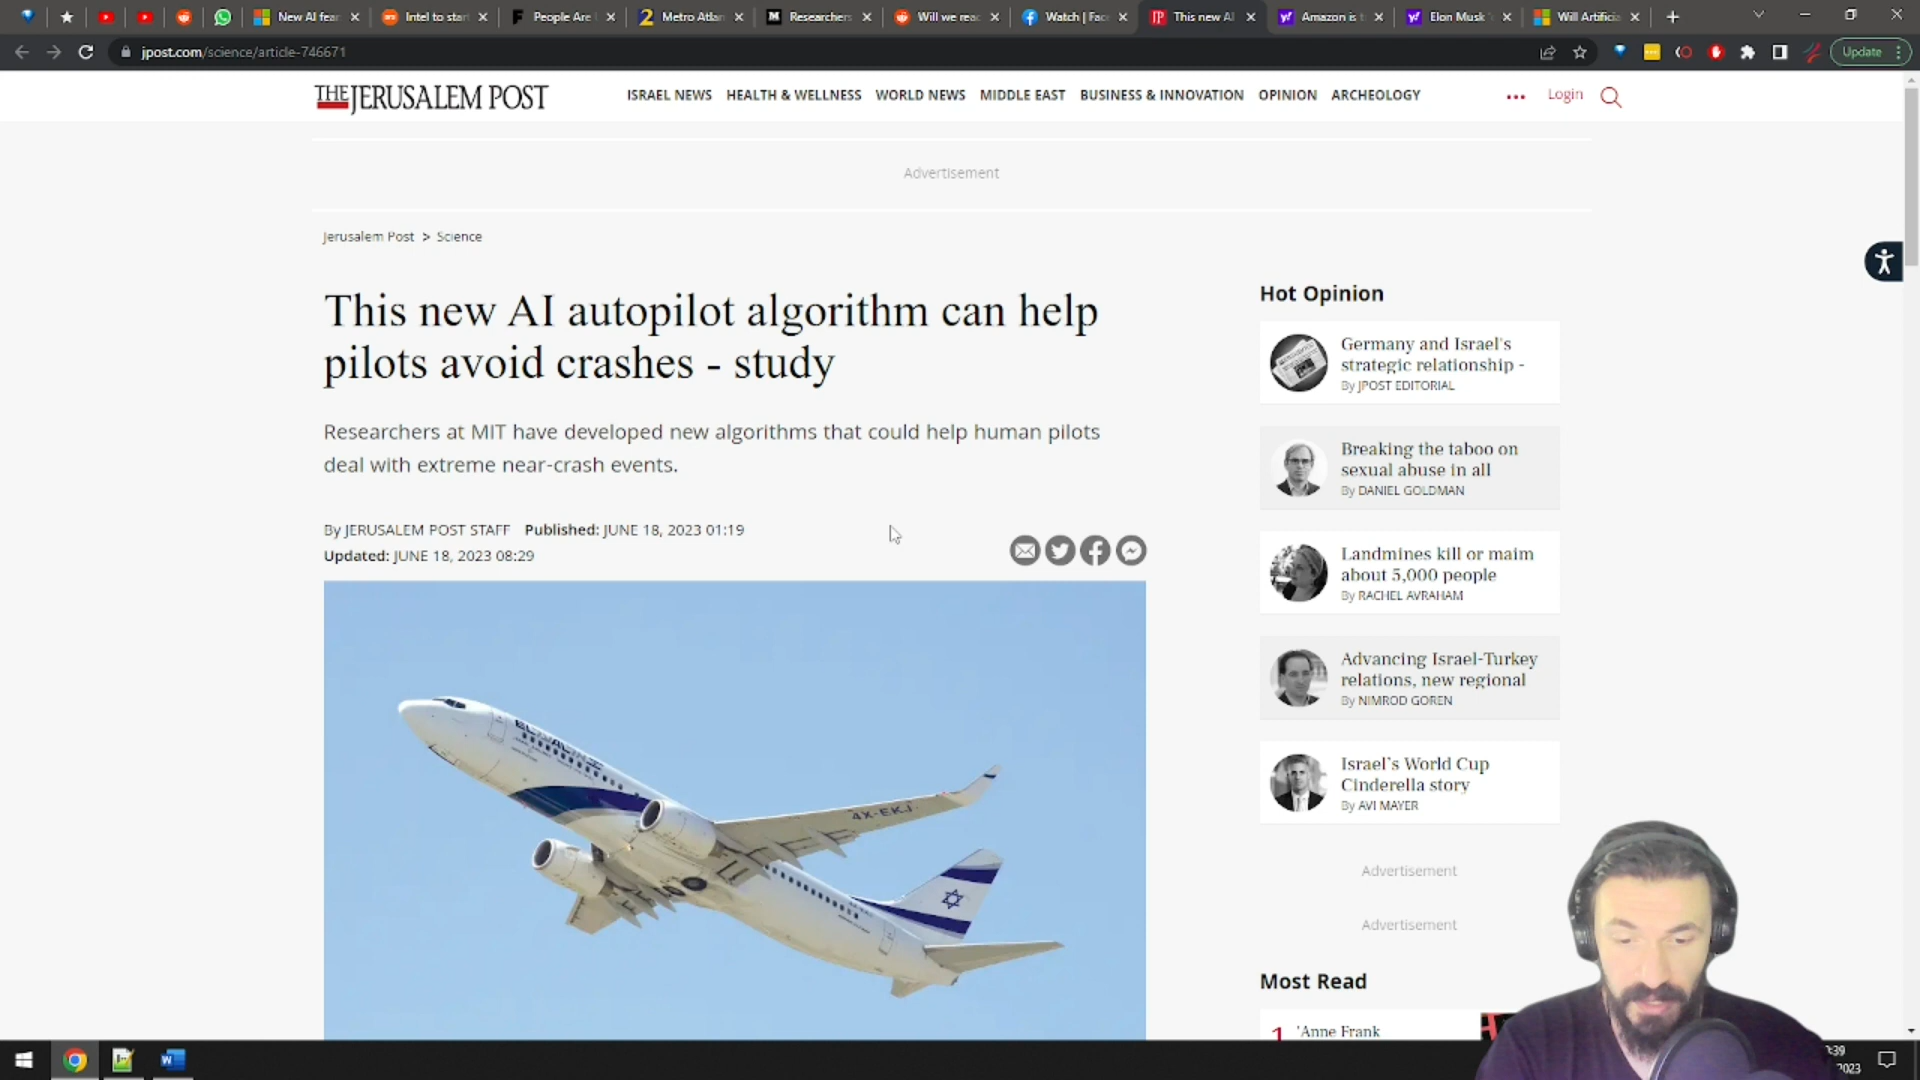 New AI fear
Intel to star
People Are
Metro Atlan
Researchers
Will we rea
Watch | Fac
This new AI
Amazon is
Elon Musk
Will Artificia
jpost.com/science/article-746671
Update
THE JERUSALEM POST
ISRAEL NEWS HEALTH & WELLNESS WORLD NEWS MIDDLE EAST BUSINESS & INNOVATION OPINION ARCHEOLOGY
Login
Advertisement
Jerusalem Post > Science
This new AI autopilot algorithm can help
pilots avoid crashes - study
Researchers at MIT have developed new algorithms that could help human pilots
deal with extreme near-crash events.
By JERUSALEM POST STAFF Published: JUNE 18, 2023 01:19
Updated: JUNE 18, 2023 08:29
4X-EKJ
Hot Opinion
Germany and Israel's
strategic relationship -
By JPOST EDITORIAL
Breaking the taboo on
sexual abuse in all
By DANIEL GOLDMAN
Landmines kill or maim
about 5,000 people
By RACHEL AVRAHAM
Advancing Israel-Turkey
relations, new regional
By NIMROD GOREN
Israel's World Cup
Cinderella story
By AVI MAYER
Advertisement
Advertisement
Most Read
1 'Anne Frank
:39
2023